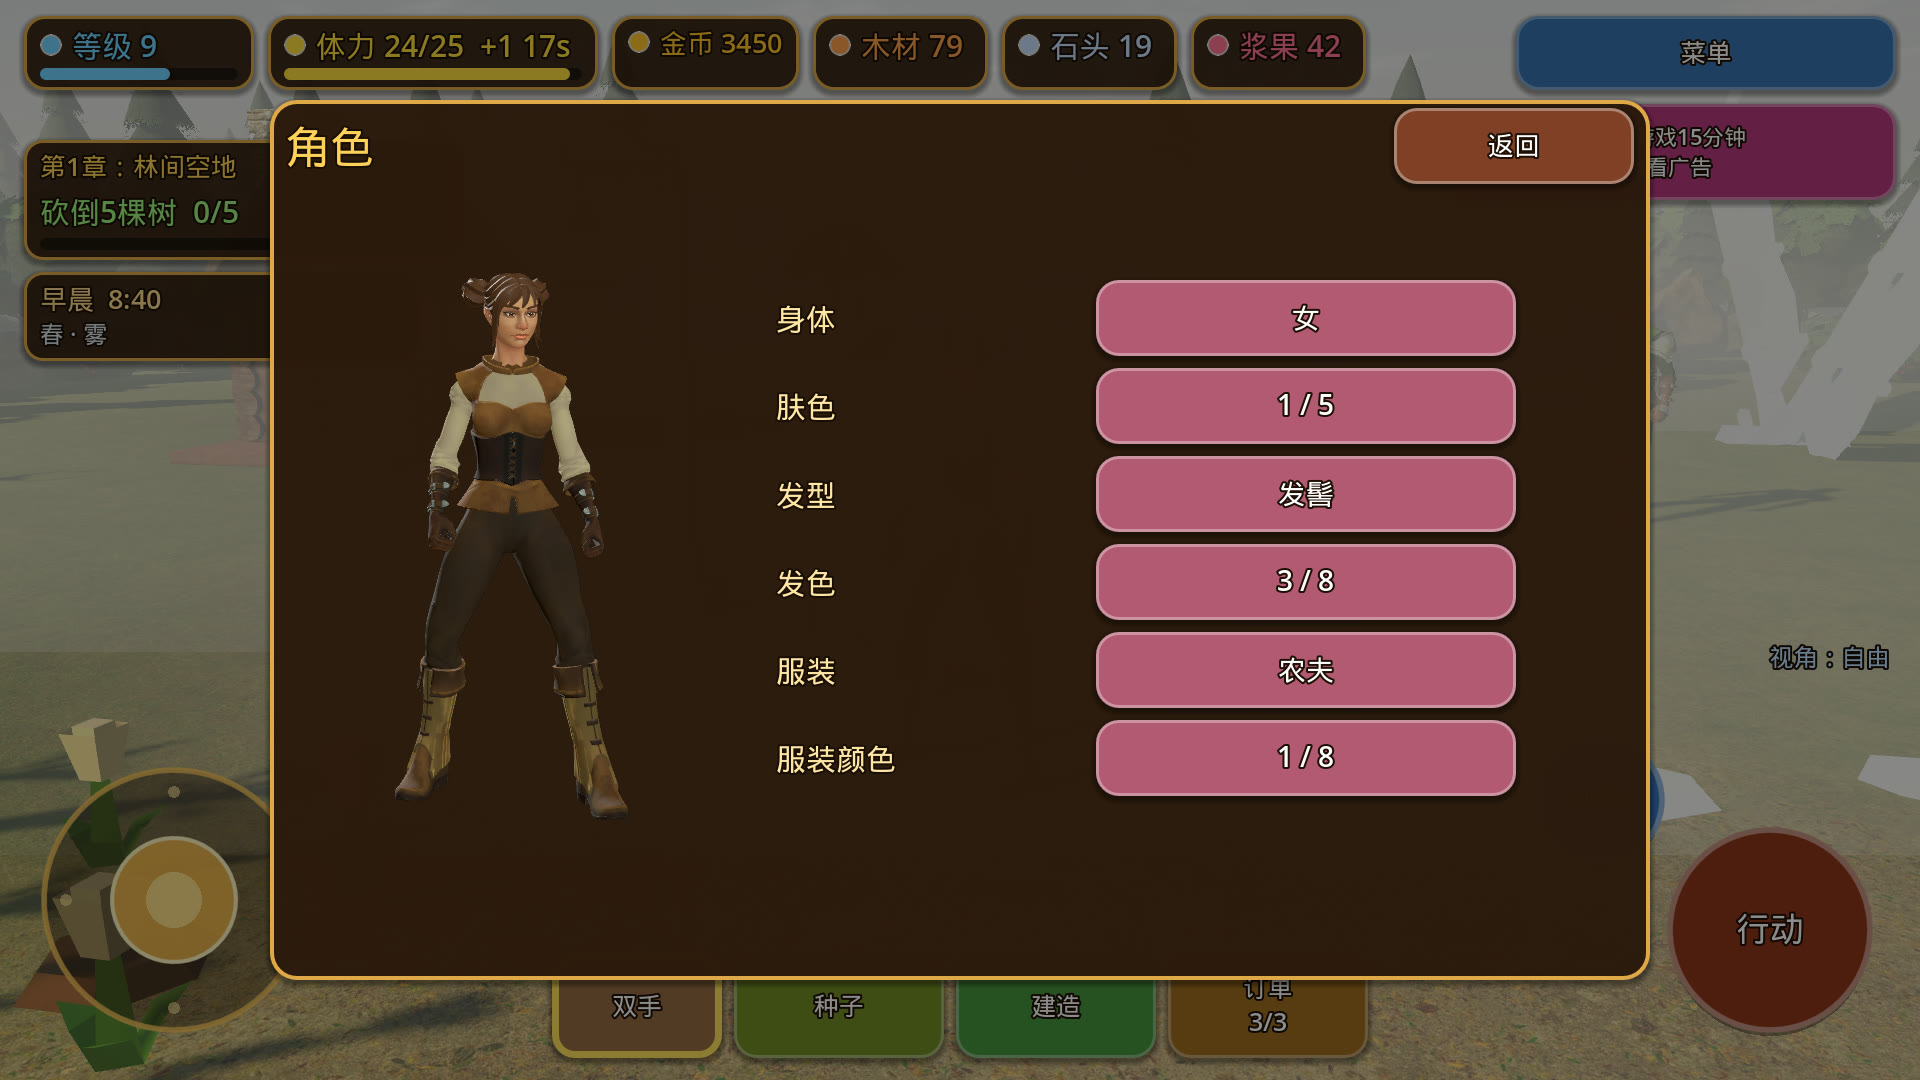 等级 9
体力 24/25 +1 17s
金币 3450
木材 79
石头 19
浆果 42
菜单
第1章：林间空地
砍倒5棵树 0/5
早晨 8:40
春 · 雾
角色
返回
戏15分钟
看广告
身体
女
肤色
1 / 5
发型
发髻
发色
3 / 8
服装
农夫
服装颜色
1 / 8
视角：自由
行动
双手
种子
建造
订单
3/3